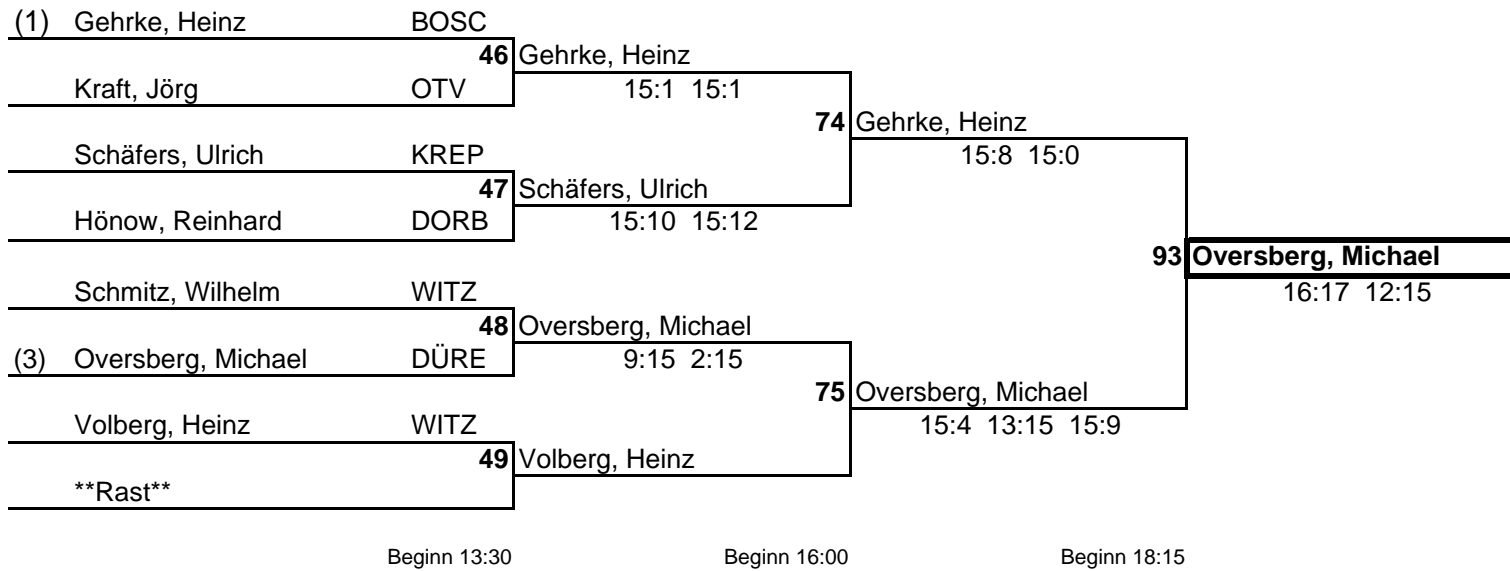 (1) Gehrke, Heinz BOSC
46 Gehrke, Heinz
Kraft, Jörg OTV 15:1 15:1
74 Gehrke, Heinz
Schäfers, Ulrich KREP 15:8 15:0
47 Schäfers, Ulrich
Hönow, Reinhard DORB 15:10 15:12
93 Oversberg, Michael
Schmitz, Wilhelm WITZ 16:17 12:15
48 Oversberg, Michael
(3) Oversberg, Michael DÜRE 9:15 2:15
75 Oversberg, Michael
Volberg, Heinz WITZ 15:4 13:15 15:9
49 Volberg, Heinz
**Rast**
Beginn 13:30 Beginn 16:00 Beginn 18:15